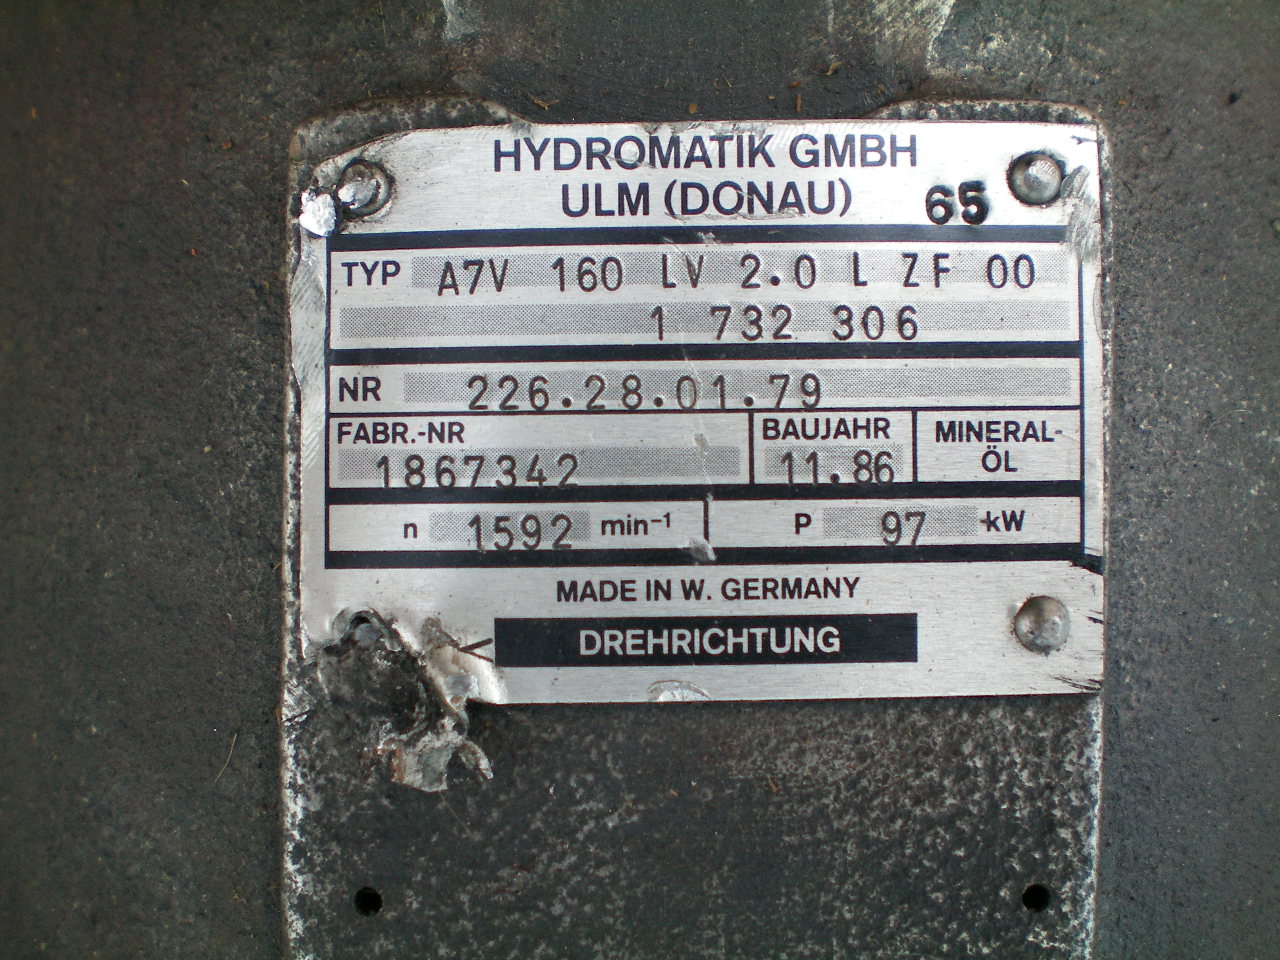 HYDROMATIK GMBH
ULM (DONAU) 65
TYP A7V 160 LV 2.0 L ZF 00
1 732 306
NR 226.28.01.79
FABR.-NR BAUJAHR MINERAL-
1867342 11.86 ÖL
n 1592 min⁻¹ P 97 kW
MADE IN W. GERMANY
DREHRICHTUNG